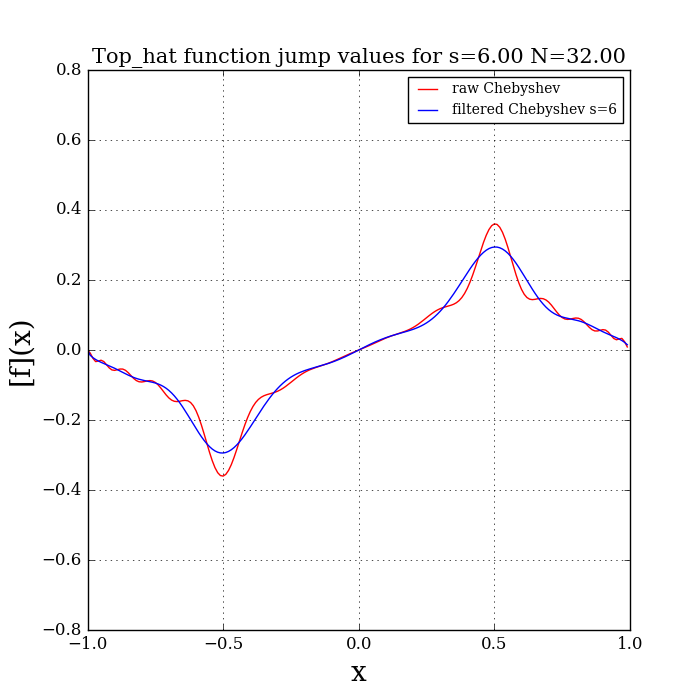 Top_hat function jump values for s=6.00 N=32.00
raw Chebyshev
filtered Chebyshev s=6
0.8
0.6
0.4
0.2
0.0
−0.2
−0.4
−0.6
−0.8
[f](x)
−1.0
−0.5
0.0
0.5
1.0
x